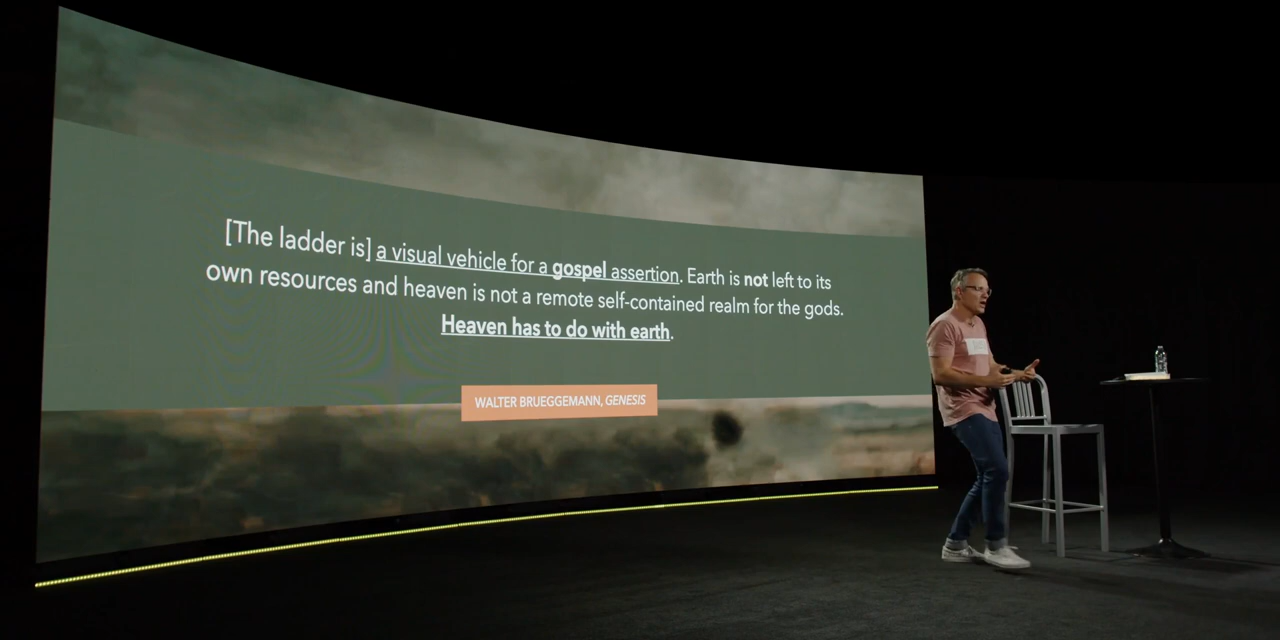 [The ladder is] a visual vehicle for a gospel assertion. Earth is not left to its
own resources and heaven is not a remote self-contained realm for the gods.
Heaven has to do with earth.
WALTER BRUEGGEMANN, GENESIS